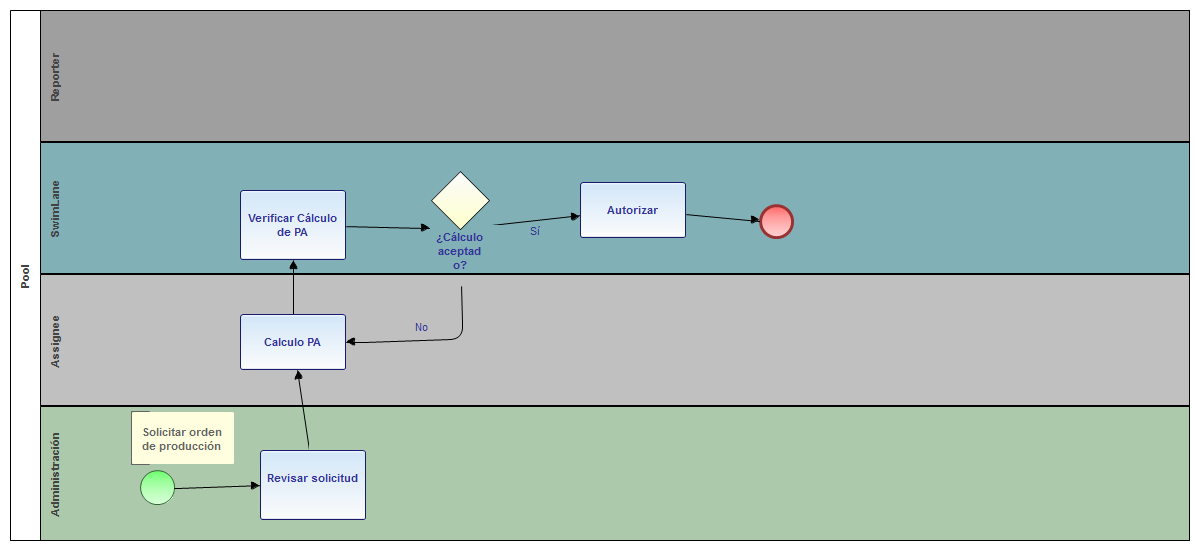 Pool
Reporter
SwimLane
Verificar Cálculo
de PA
¿Cálculo
aceptad
o?
Sí
Autorizar
Assignee
Calculo PA
No
Administración
Solicitar orden
de producción
Revisar solicitud